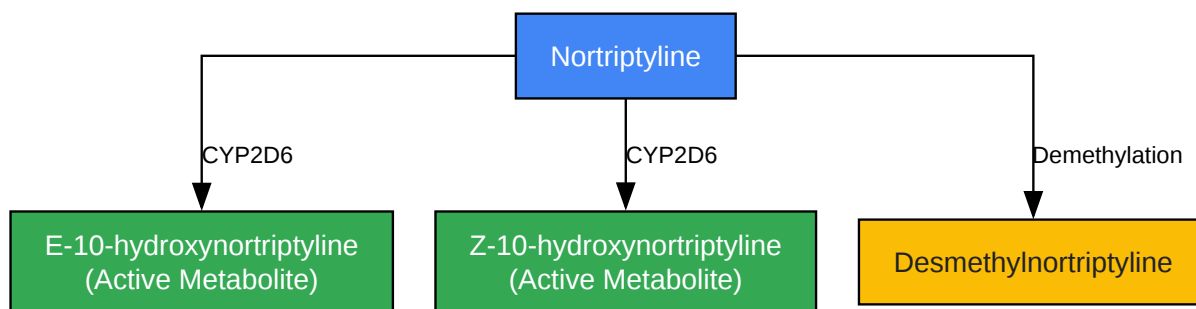 Nortriptyline
CYP2D6
CYP2D6
Demethylation
E-10-hydroxynortriptyline
(Active Metabolite)
Z-10-hydroxynortriptyline
(Active Metabolite)
Desmethylnortriptyline